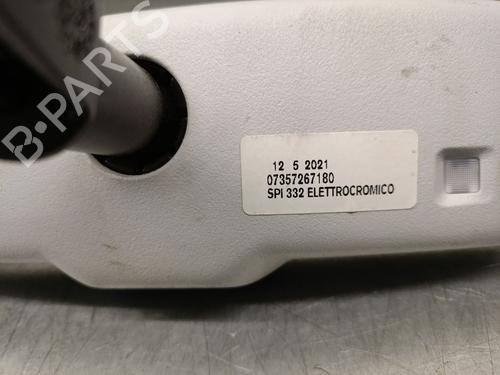 B-PARTS
12 5 2021
07357267180
SPI 332 ELETTROCROMICO